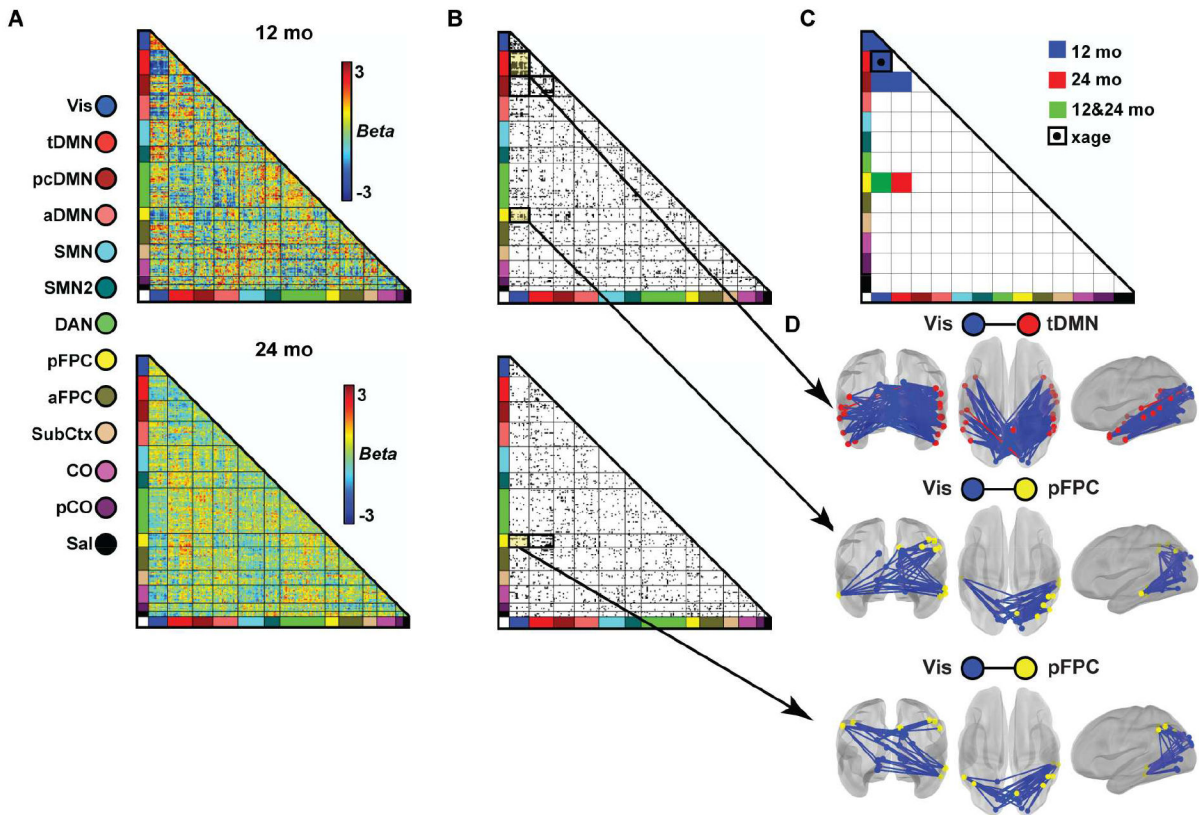 A
B
C
12 mo
3
Beta
-3
12 mo
24 mo
12&24 mo
xage
Vis
tDMN
pcDMN
aDMN
SMN
SMN2
DAN
pFPC
aFPC
SubCtx
CO
pCO
Sal
24 mo
3
Beta
-3
D
Vis tDMN
Vis pFPC
Vis pFPC